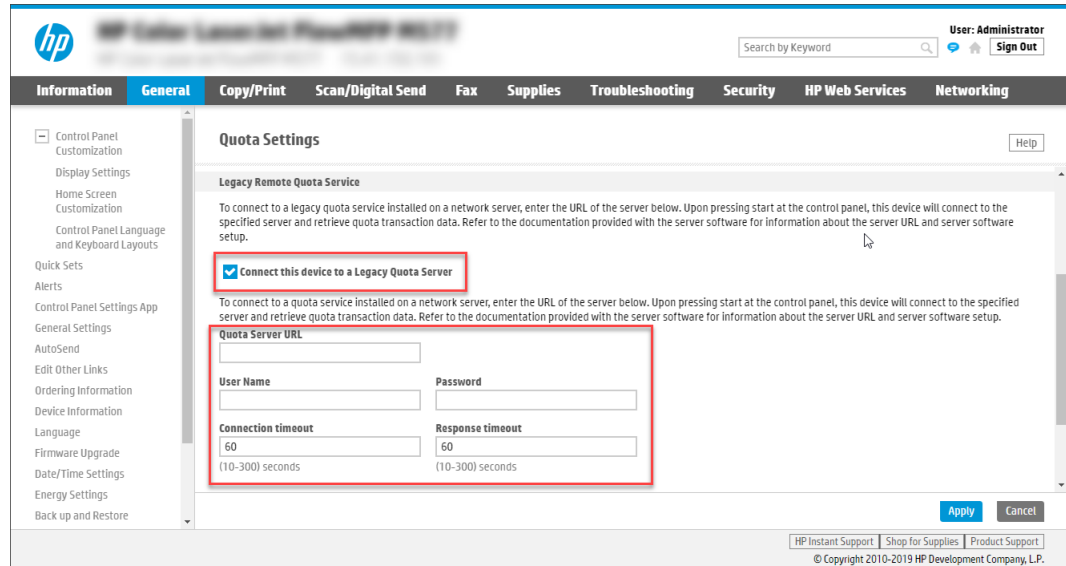 hp
User: Administrator
Search by Keyword
Sign Out
Information General Copy/Print Scan/Digital Send Fax Supplies Troubleshooting Security HP Web Services Networking
Control Panel
Customization
Display Settings
Home Screen
Customization
Control Panel Language
and Keyboard Layouts
Quick Sets
Alerts
Control Panel Settings App
General Settings
AutoSend
Edit Other Links
Ordering Information
Device Information
Language
Firmware Upgrade
Date/Time Settings
Energy Settings
Back up and Restore
Quota Settings
Help
Legacy Remote Quota Service
To connect to a legacy quota service installed on a network server, enter the URL of the server below. Upon pressing start at the control panel, this device will connect to the
specified server and retrieve quota transaction data. Refer to the documentation provided with the server software for information about the server URL and server software
setup.
Connect this device to a Legacy Quota Server
To connect to a quota service installed on a network server, enter the URL of the server below. Upon pressing start at the control panel, this device will connect to the specified
server and retrieve quota transaction data. Refer to the documentation provided with the server software for information about the server URL and server software setup.
Quota Server URL
User Name Password
Connection timeout Response timeout
60 60
(10-300) seconds (10-300) seconds
Apply Cancel
HP Instant Support Shop for Supplies Product Support
© Copyright 2010-2019 HP Development Company, L.P.